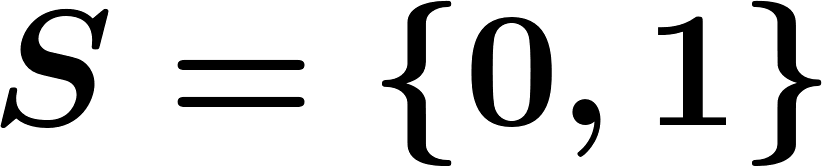 S = {0, 1}